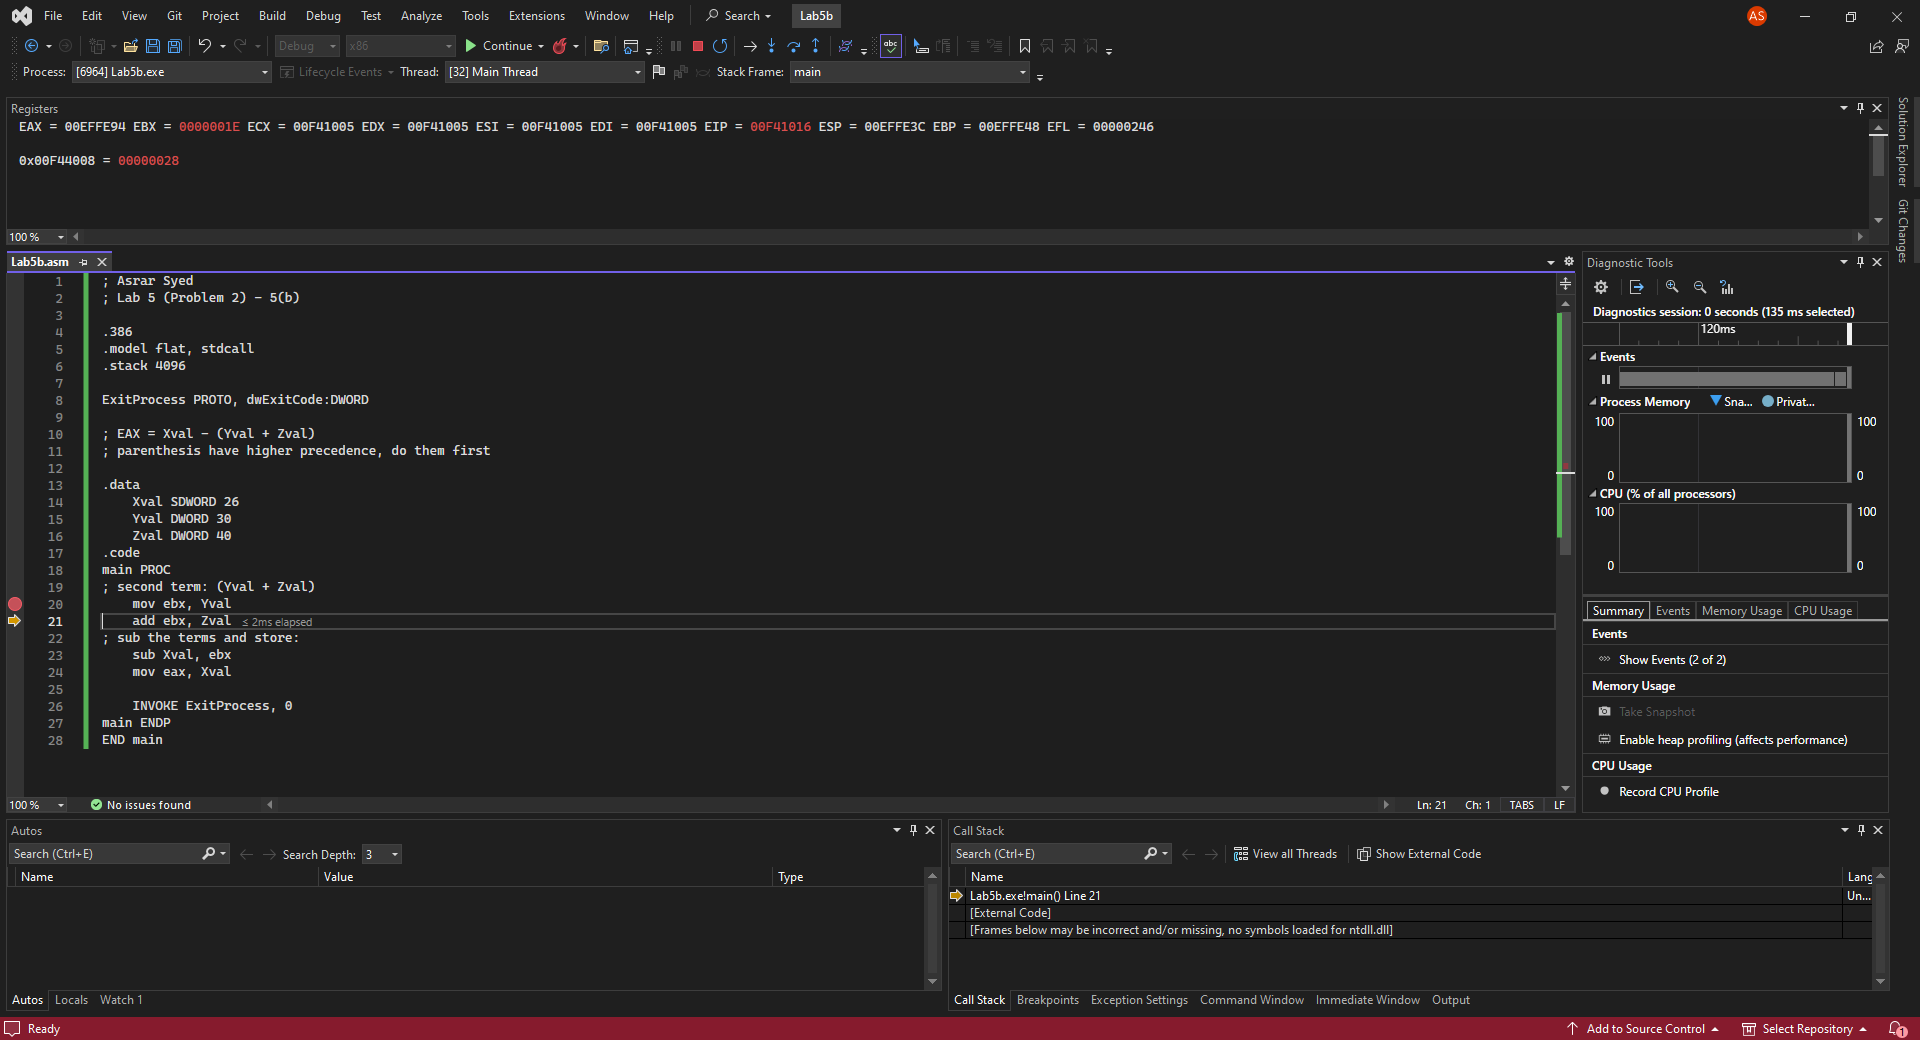 File Edit View Git Project Build Debug Test Analyze Tools Extensions Window Help Search Lab5b AS
Debug x86 Continue abc
Process: [6964] Lab5b.exe Lifecycle Events Thread: [32] Main Thread Stack Frame: main
Registers
EAX = 00EFFE94 EBX = 0000001E ECX = 00F41005 EDX = 00F41005 ESI = 00F41005 EDI = 00F41005 EIP = 00F41016 ESP = 00EFFE3C EBP = 00EFFE48 EFL = 00000246
0x00F44008 = 00000028
100 %
Solution Explorer
Git Changes
Lab5b.asm
1 ; Asrar Syed
2 ; Lab 5 (Problem 2) - 5(b)
3
4 .386
5 .model flat, stdcall
6 .stack 4096
7
8 ExitProcess PROTO, dwExitCode:DWORD
9
10 ; EAX = Xval - (Yval + Zval)
11 ; parenthesis have higher precedence, do them first
12
13 .data
14 Xval SDWORD 26
15 Yval DWORD 30
16 Zval DWORD 40
17 .code
18 main PROC
19 ; second term: (Yval + Zval)
20 mov ebx, Yval
21 add ebx, Zval ≤ 2ms elapsed
22 ; sub the terms and store:
23 sub Xval, ebx
24 mov eax, Xval
25
26 INVOKE ExitProcess, 0
27 main ENDP
28 END main
100 % No issues found Ln: 21 Ch: 1 TABS LF
Diagnostic Tools
Diagnostics session: 0 seconds (135 ms selected)
120ms
Events
Process Memory Sna... Privat...
100 100
0 0
CPU (% of all processors)
100 100
0 0
Summary Events Memory Usage CPU Usage
Events
Show Events (2 of 2)
Memory Usage
Take Snapshot
Enable heap profiling (affects performance)
CPU Usage
Record CPU Profile
Autos
Search (Ctrl+E) Search Depth: 3
Name Value Type
Autos Locals Watch 1
Call Stack
Search (Ctrl+E) View all Threads Show External Code
Name Lang
Lab5b.exe!main() Line 21 Un...
[External Code]
[Frames below may be incorrect and/or missing, no symbols loaded for ntdll.dll]
Call Stack Breakpoints Exception Settings Command Window Immediate Window Output
Ready Add to Source Control Select Repository 1